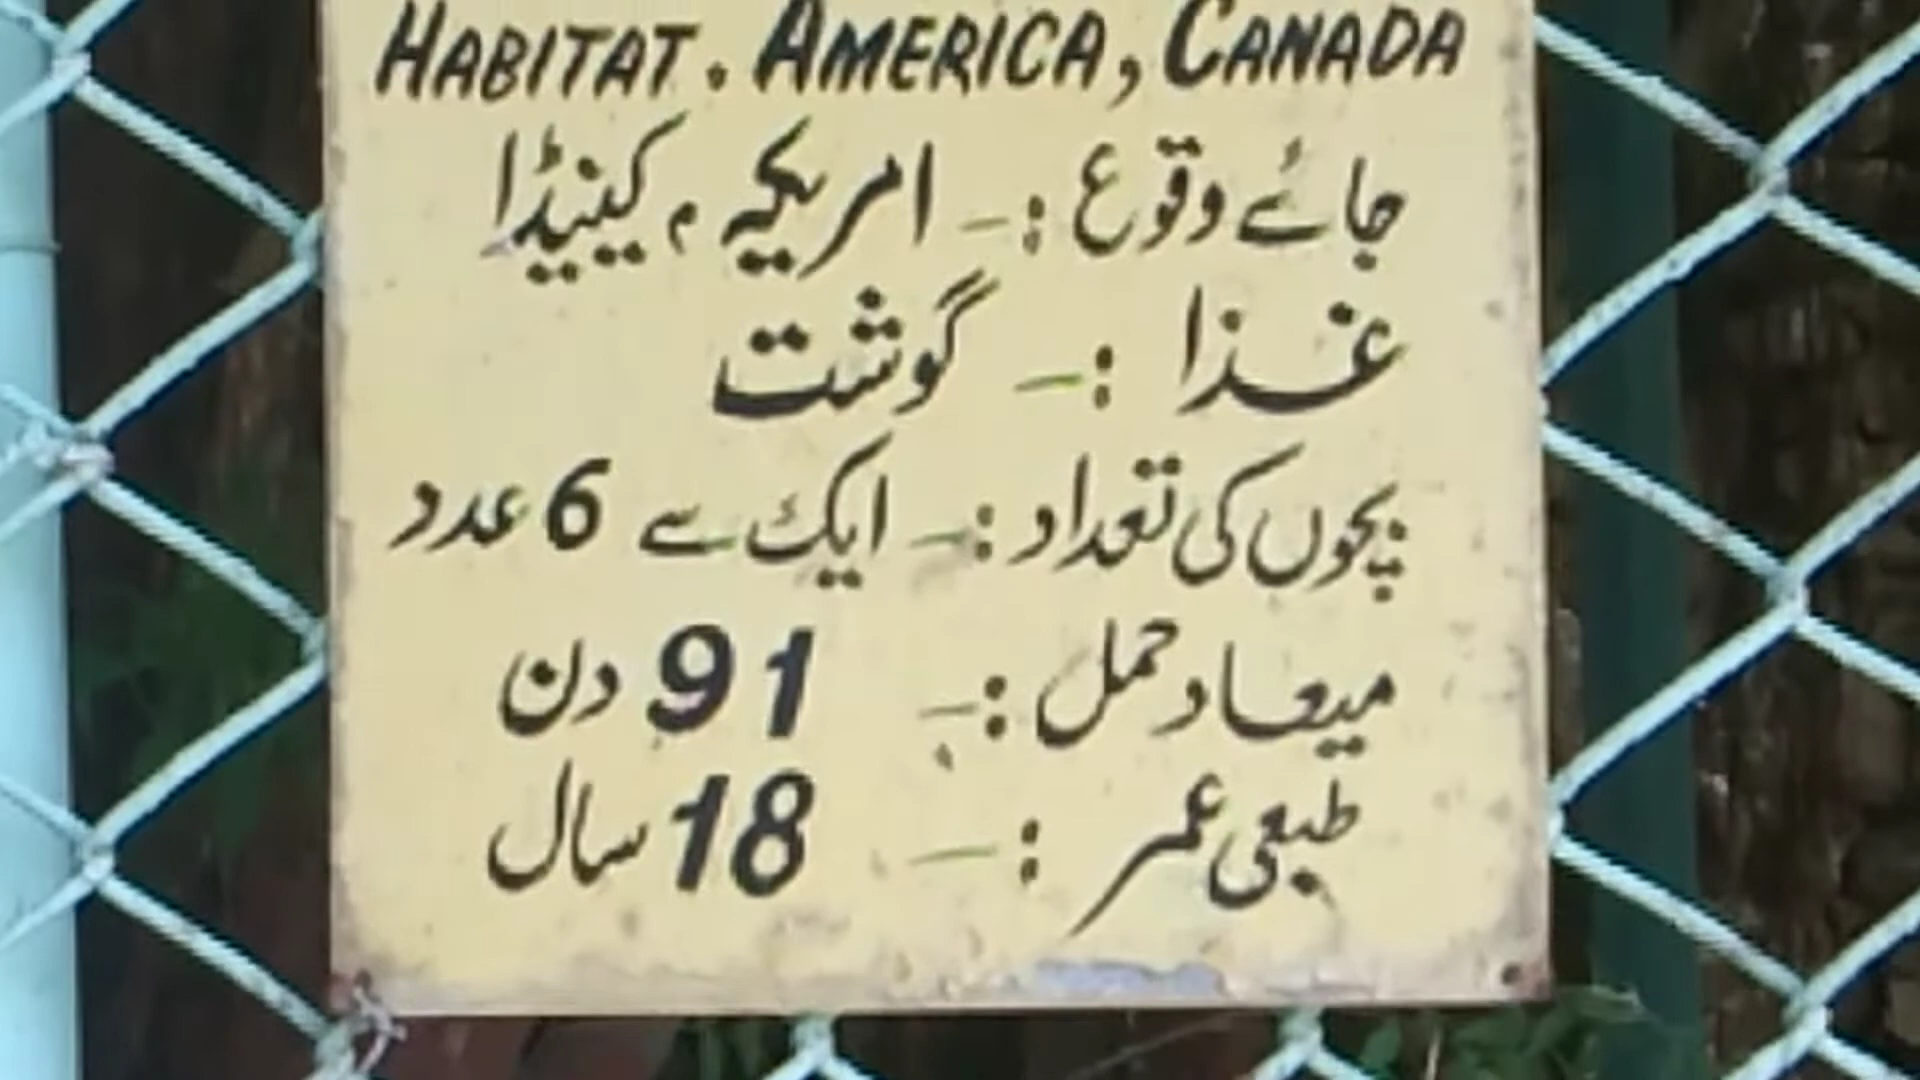 HABITAT. AMERICA, CANADA
جائے وقوع :- امریکہ، کینیڈا
غذا :- گوشت
بچوں کی تعداد :- ایک سے 6 عدد
میعاد حمل :- 91 دن
طبعی عمر :- 18 سال